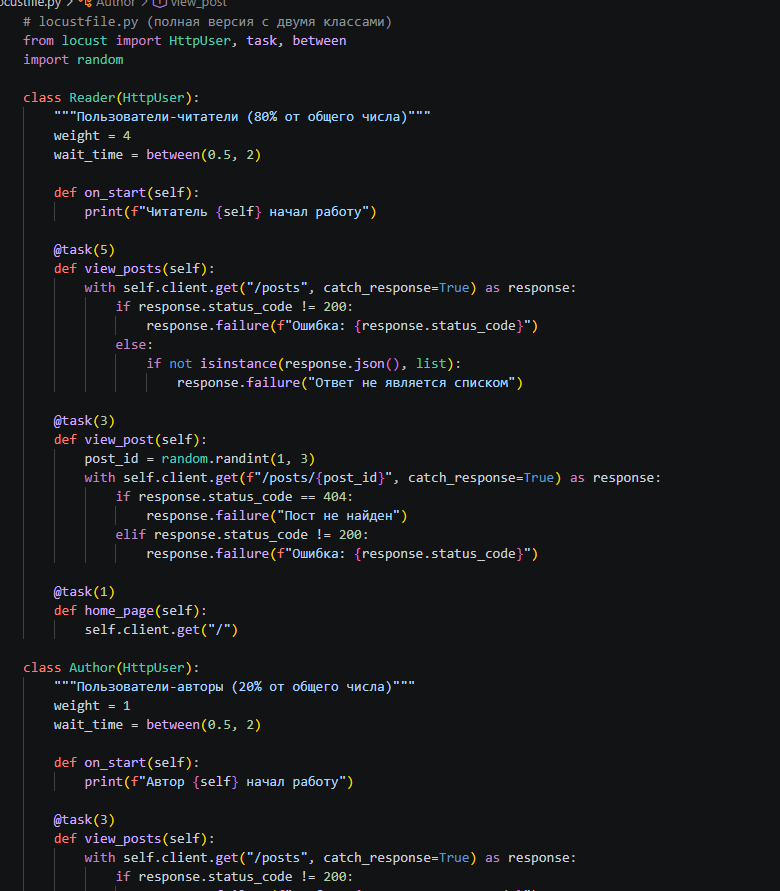 ocustfile.py > Author > view_post
# locustfile.py (полная версия с двумя классами)
from locust import HttpUser, task, between
import random

class Reader(HttpUser):
    """Пользователи-читатели (80% от общего числа)"""
    weight = 4
    wait_time = between(0.5, 2)

    def on_start(self):
        print(f"Читатель {self} начал работу")

    @task(5)
    def view_posts(self):
        with self.client.get("/posts", catch_response=True) as response:
            if response.status_code != 200:
                response.failure(f"Ошибка: {response.status_code}")
            else:
                if not isinstance(response.json(), list):
                    response.failure("Ответ не является списком")

    @task(3)
    def view_post(self):
        post_id = random.randint(1, 3)
        with self.client.get(f"/posts/{post_id}", catch_response=True) as response:
            if response.status_code == 404:
                response.failure("Пост не найден")
            elif response.status_code != 200:
                response.failure(f"Ошибка: {response.status_code}")

    @task(1)
    def home_page(self):
        self.client.get("/")

class Author(HttpUser):
    """Пользователи-авторы (20% от общего числа)"""
    weight = 1
    wait_time = between(0.5, 2)

    def on_start(self):
        print(f"Автор {self} начал работу")

    @task(3)
    def view_posts(self):
        with self.client.get("/posts", catch_response=True) as response:
            if response.status_code != 200: